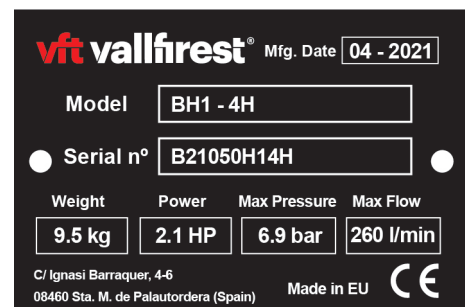 vft vallfirest® Mfg. Date 04 - 2021
Model BH1 - 4H
Serial nº B21050H14H
Weight Power Max Pressure Max Flow
9.5 kg 2.1 HP 6.9 bar 260 l/min
C/ Ignasi Barraquer, 4-6
08460 Sta. M. de Palautordera (Spain) Made in EU CE